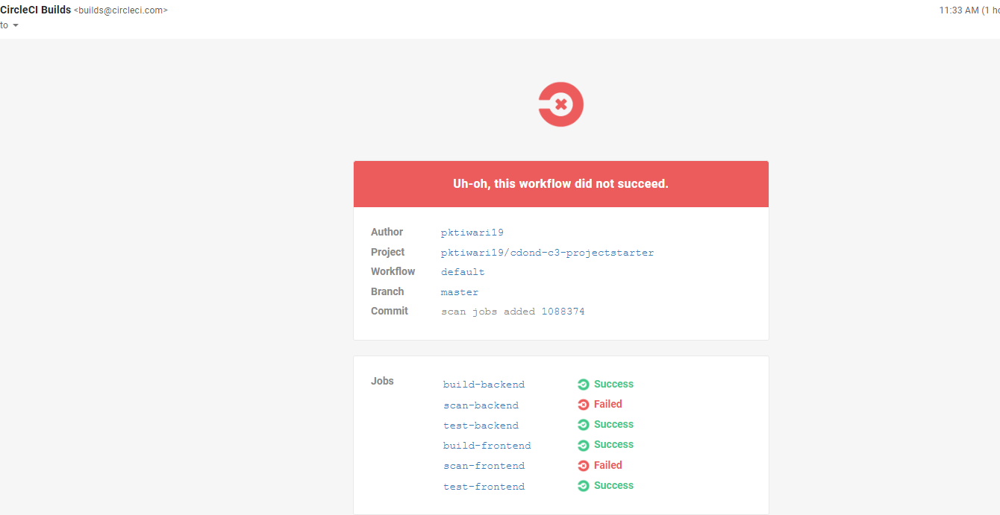 CircleCI Builds <builds@circleci.com> 11:33 AM (1 ho
to
Uh-oh, this workflow did not succeed.
Author pktiwari19
Project pktiwari19/cdond-c3-projectstarter
Workflow default
Branch master
Commit scan jobs added 1088374
Jobs build-backend Success
scan-backend Failed
test-backend Success
build-frontend Success
scan-frontend Failed
test-frontend Success